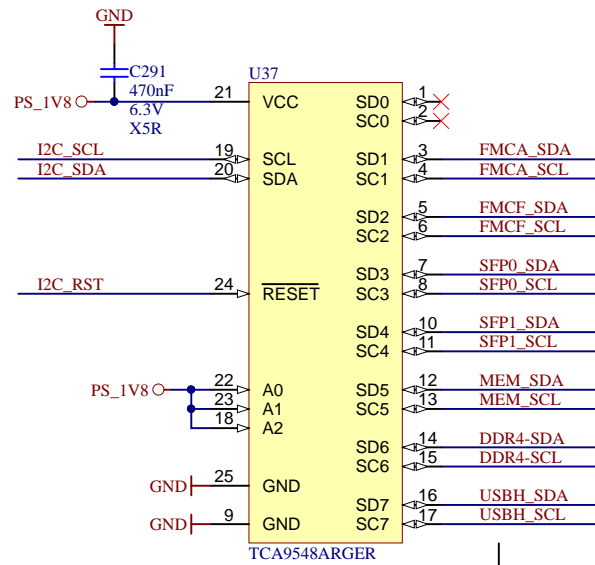 GND
C291
470nF
6.3V
X5R
PS_1V8
21
U37
VCC
SD0 1
SC0 2
I2C_SCL 19 SCL
I2C_SDA 20 SDA
SD1 3 FMCA_SDA
SC1 4 FMCA_SCL
SD2 5 FMCF_SDA
SC2 6 FMCF_SCL
I2C_RST 24 RESET
SD3 7 SFP0_SDA
SC3 8 SFP0_SCL
SD4 10 SFP1_SDA
SC4 11 SFP1_SCL
PS_1V8 22 A0
23 A1
18 A2
SD5 12 MEM_SDA
SC5 13 MEM_SCL
SD6 14 DDR4-SDA
SC6 15 DDR4-SCL
GND 25 GND
GND 9 GND
SD7 16 USBH_SDA
SC7 17 USBH_SCL
TCA9548ARGER